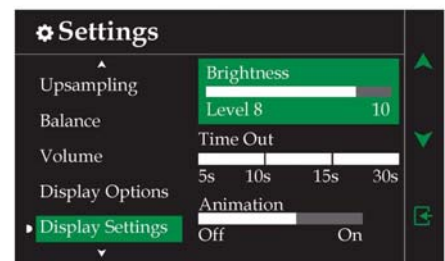 Settings
Upsampling
Balance
Volume
Display Options
Display Settings
Brightness
Level 8 10
Time Out
5s 10s 15s 30s
Animation
Off On